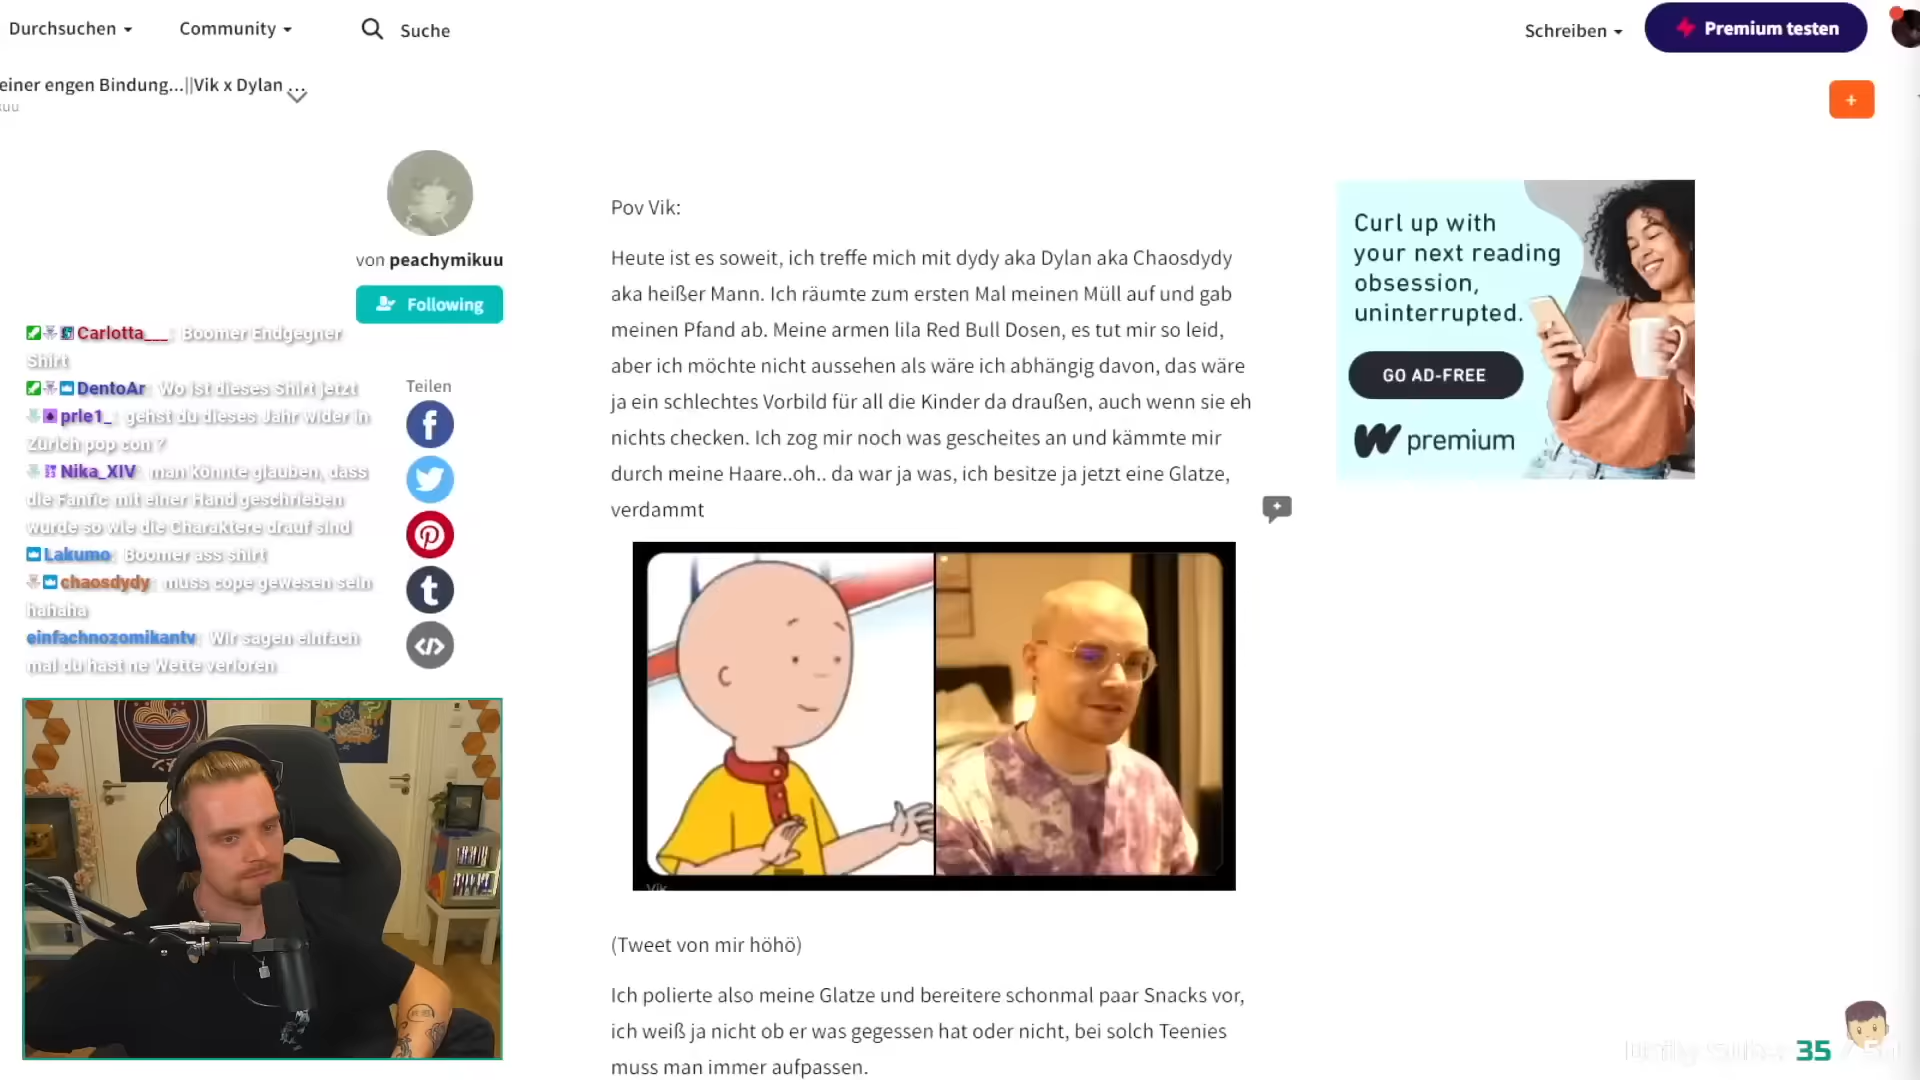 Durchsuchen
Community
Suche
Schreiben
Premium testen
einer engen Bindung...||Vik x Dylan ...
kuu
+
von peachymikuu
Following
Teilen
Carlotta___: Boomer Endgegner
Shirt
DentoAr: Wo ist dieses Shirt jetzt
prle1_: gehst du dieses Jahr wider in
Zürich pop con ?
Nika_XIV: man könnte glauben, dass
die Fanfic mit einer Hand geschrieben
wurde so wie die Charaktere drauf sind
Lakumo: Boomer ass shirt
chaosdydy: muss cope gewesen sein
hahaha
einfachnozomikantv: Wir sagen einfach
mal du hast ne Wette verloren
Pov Vik:
Heute ist es soweit, ich treffe mich mit dydy aka Dylan aka Chaosdydy
aka heißer Mann. Ich räumte zum ersten Mal meinen Müll auf und gab
meinen Pfand ab. Meine armen lila Red Bull Dosen, es tut mir so leid,
aber ich möchte nicht aussehen als wäre ich abhängig davon, das wäre
ja ein schlechtes Vorbild für all die Kinder da draußen, auch wenn sie eh
nichts checken. Ich zog mir noch was gescheites an und kämmte mir
durch meine Haare..oh.. da war ja was, ich besitze ja jetzt eine Glatze,
verdammt
Vik
(Tweet von mir höhö)
Ich polierte also meine Glatze und bereitere schonmal paar Snacks vor,
ich weiß ja nicht ob er was gegessen hat oder nicht, bei solch Teenies
muss man immer aufpassen.
Curl up with
your next reading
obsession,
uninterrupted.
GO AD-FREE
premium
35